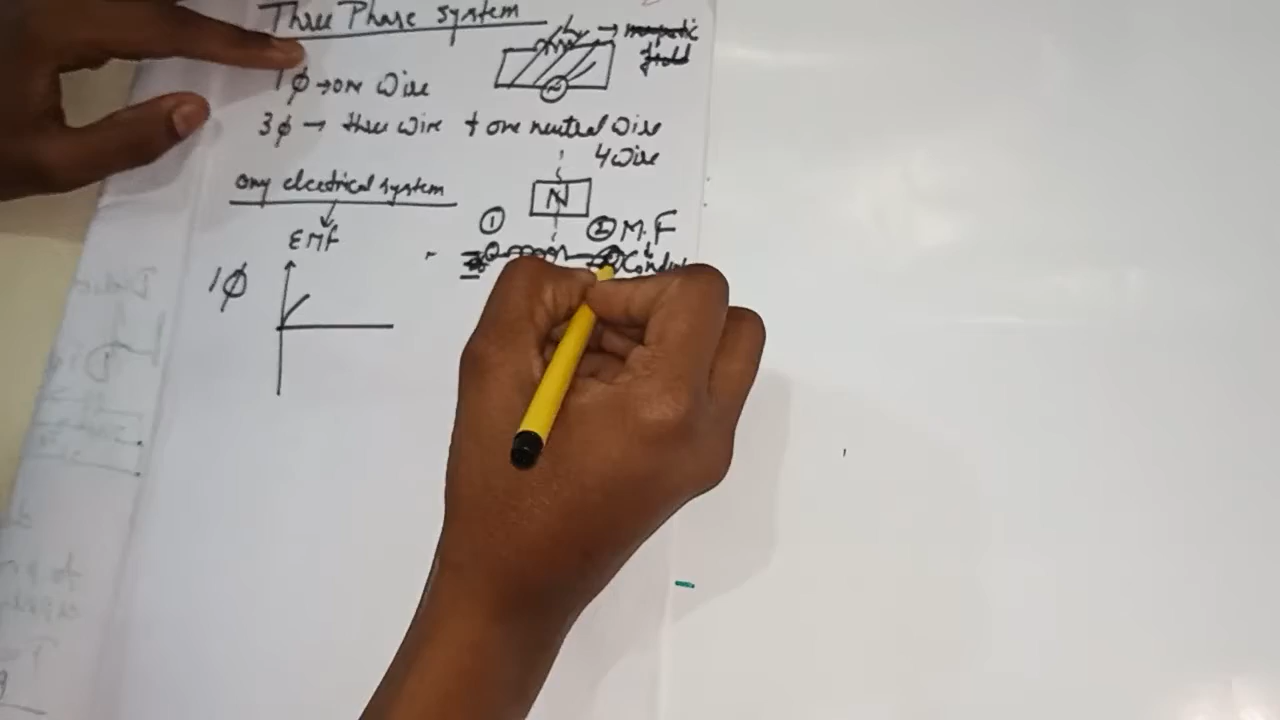 Three Phase system
→ magnetic
field
1ϕ → one wire
3ϕ → three wire + one neutral wire
4 wire
any electrical system
N
EMF
① ② M.F
1ϕ